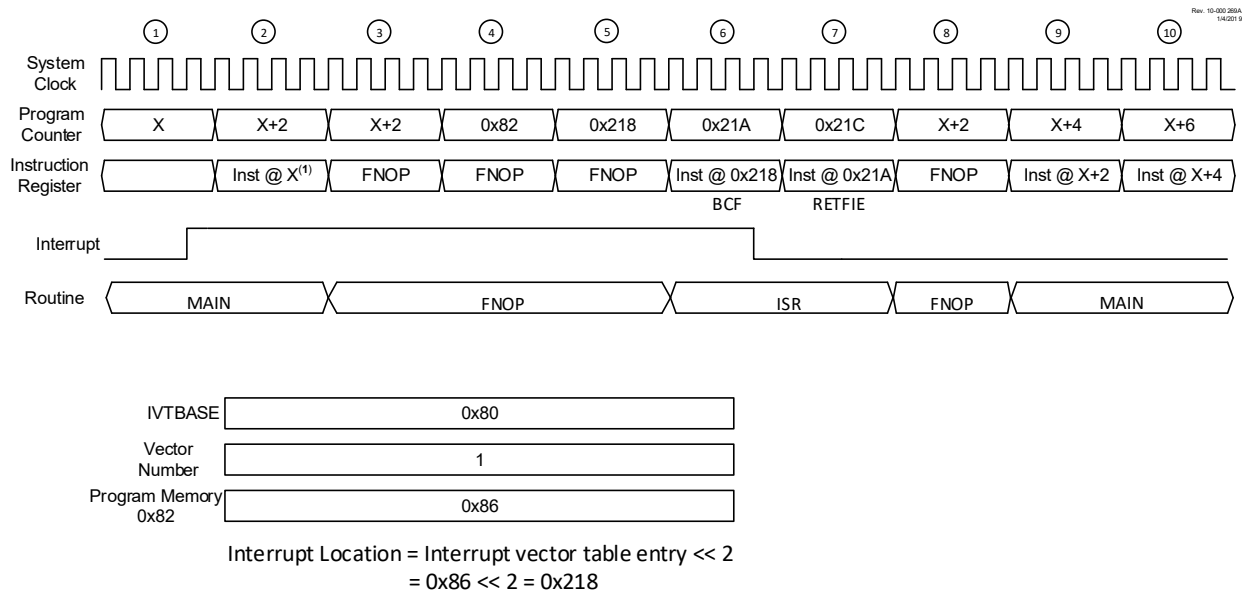 Rev. 10-000 269A
1/4/201 9
1 2 3 4 5 6 7 8 9 10
System
Clock
Program
Counter
X X+2 X+2 0x82 0x218 0x21A 0x21C X+2 X+4 X+6
Instruction
Register
Inst @ X(1) FNOP FNOP FNOP Inst @ 0x218 Inst @ 0x21A FNOP Inst @ X+2 Inst @ X+4
BCF RETFIE
Interrupt
Routine MAIN FNOP ISR FNOP MAIN
IVTBASE 0x80
Vector
Number
1
Program Memory
0x82
0x86
Interrupt Location = Interrupt vector table entry << 2
= 0x86 << 2 = 0x218